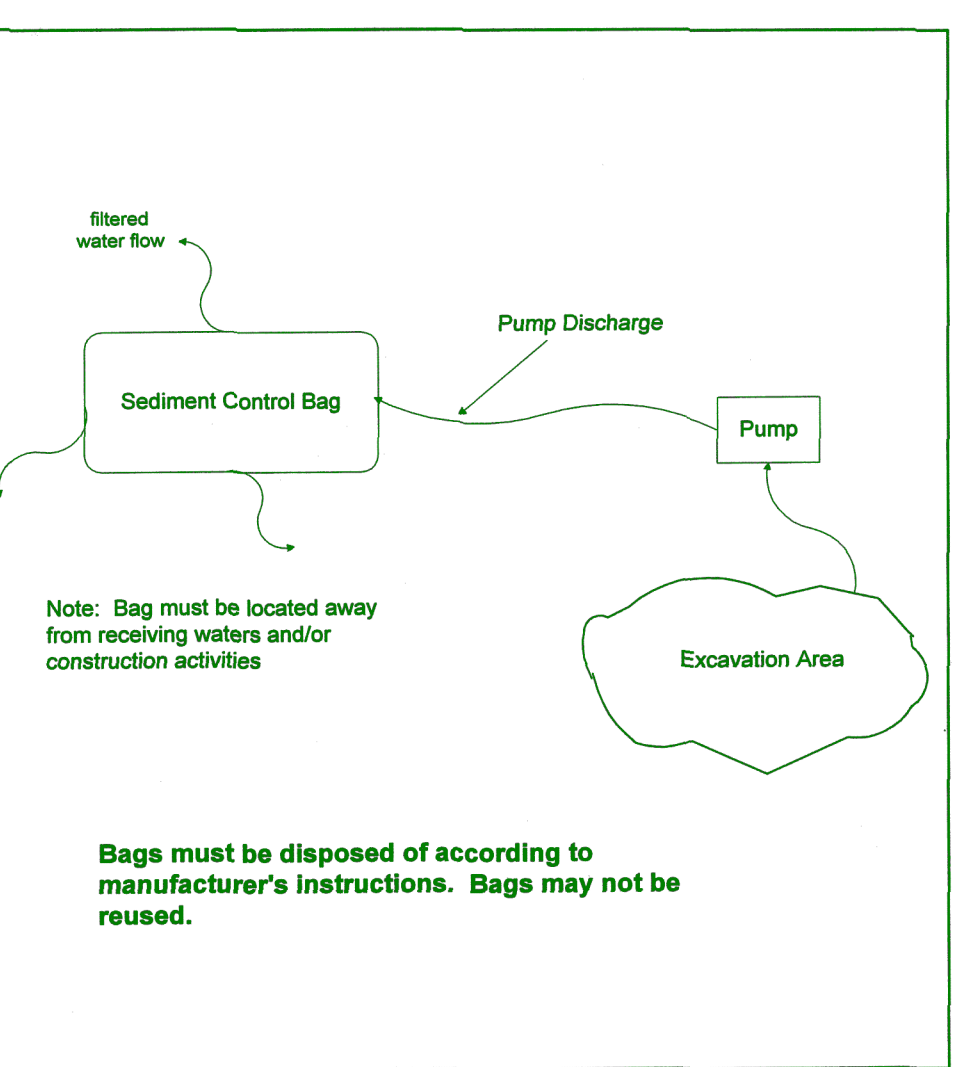 filtered
water flow
Pump Discharge
Sediment Control Bag
Pump
Note:  Bag must be located away
from receiving waters and/or
construction activities
Excavation Area
Bags must be disposed of according to
manufacturer's instructions.  Bags may not be
reused.